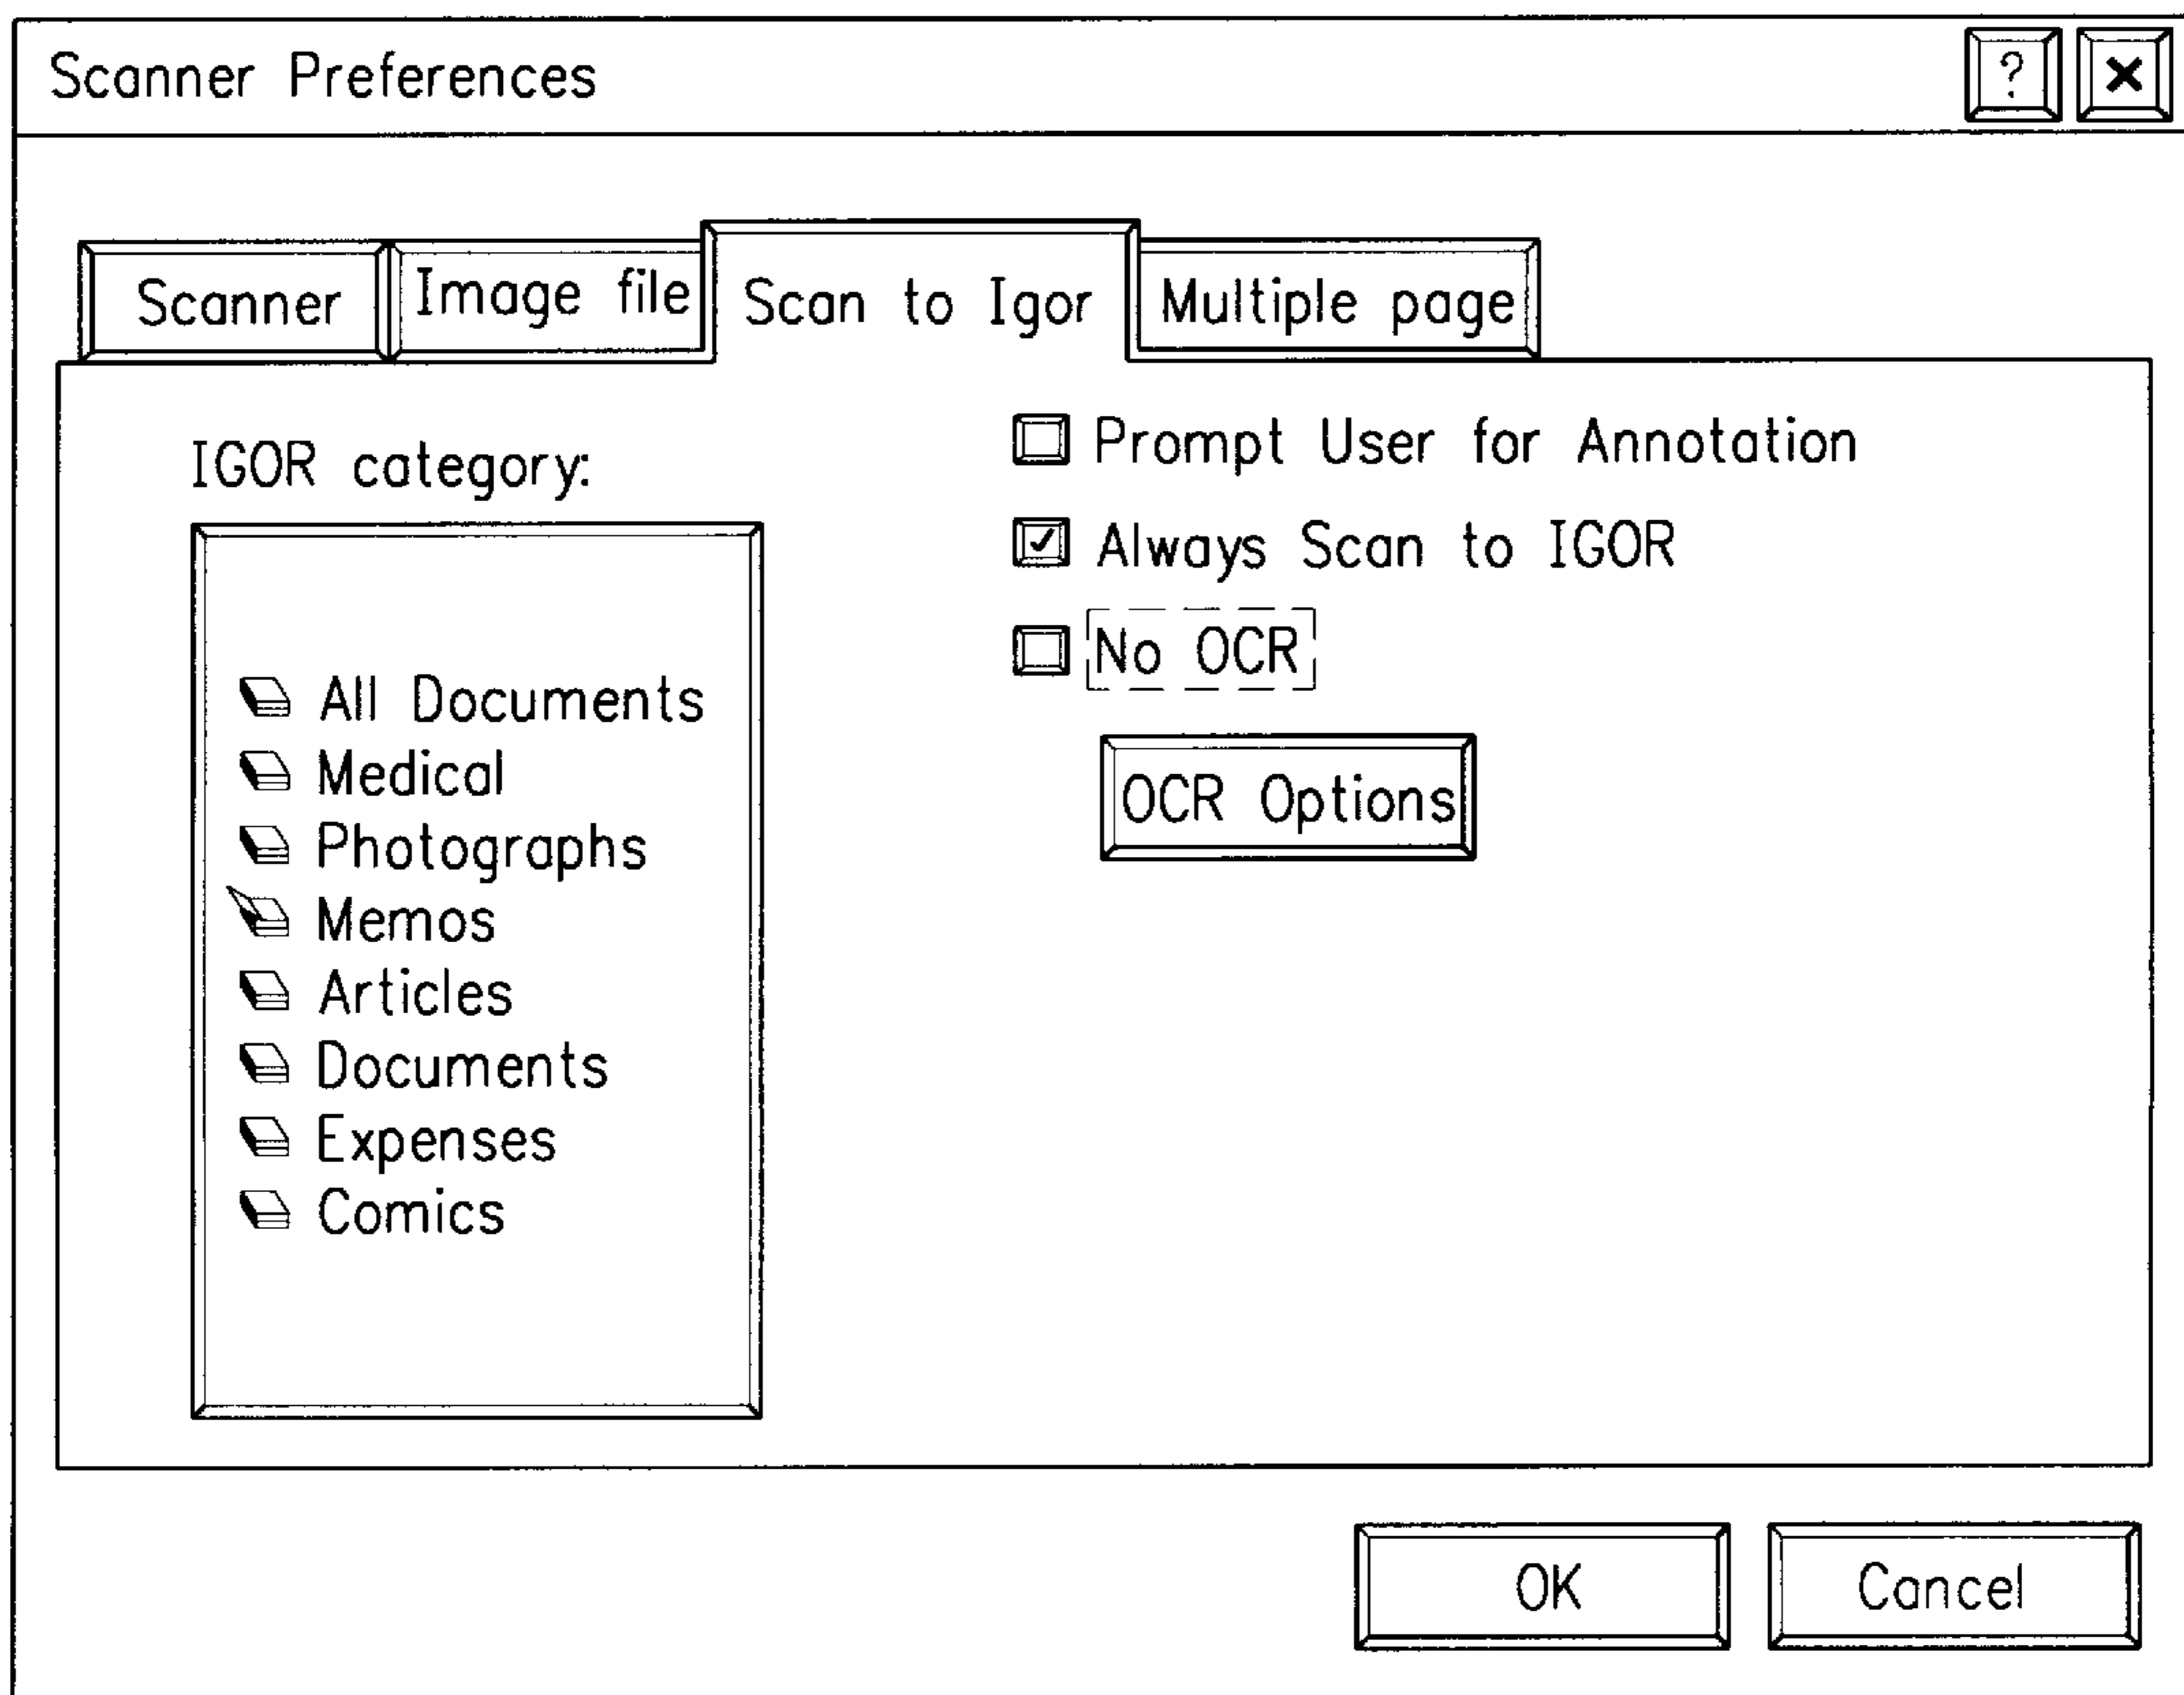 Scanner Preferences
?
Scanner
Image file
Scan to Igor
Multiple page
IGOR category:
All Documents
Medical
Photographs
Memos
Articles
Documents
Expenses
Comics
Prompt User for Annotation
Always Scan to IGOR
No OCR
OCR Options
OK
Cancel